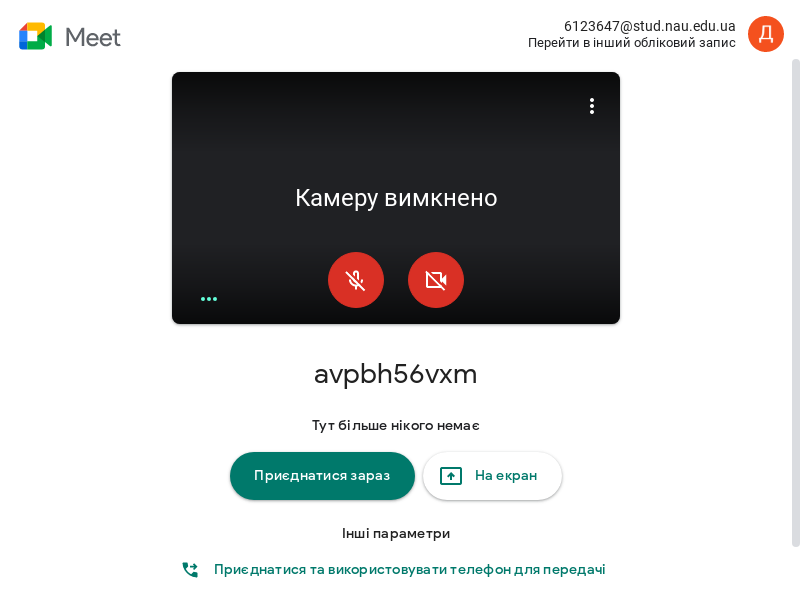 Meet
6123647@stud.nau.edu.ua
Перейти в інший обліковий запис
Д
Камеру вимкнено
avpbh56vxm
Тут більше нікого немає
Приєднатися зараз
На екран
Інші параметри
Приєднатися та використовувати телефон для передачі